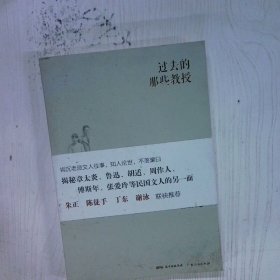 过去的
那些教授
揭秘章太炎、鲁迅、胡适、周作人、
傅斯年、张爱玲等民国文人的另一面
朱正 陈徒手 丁东 谢泳 联袂推荐